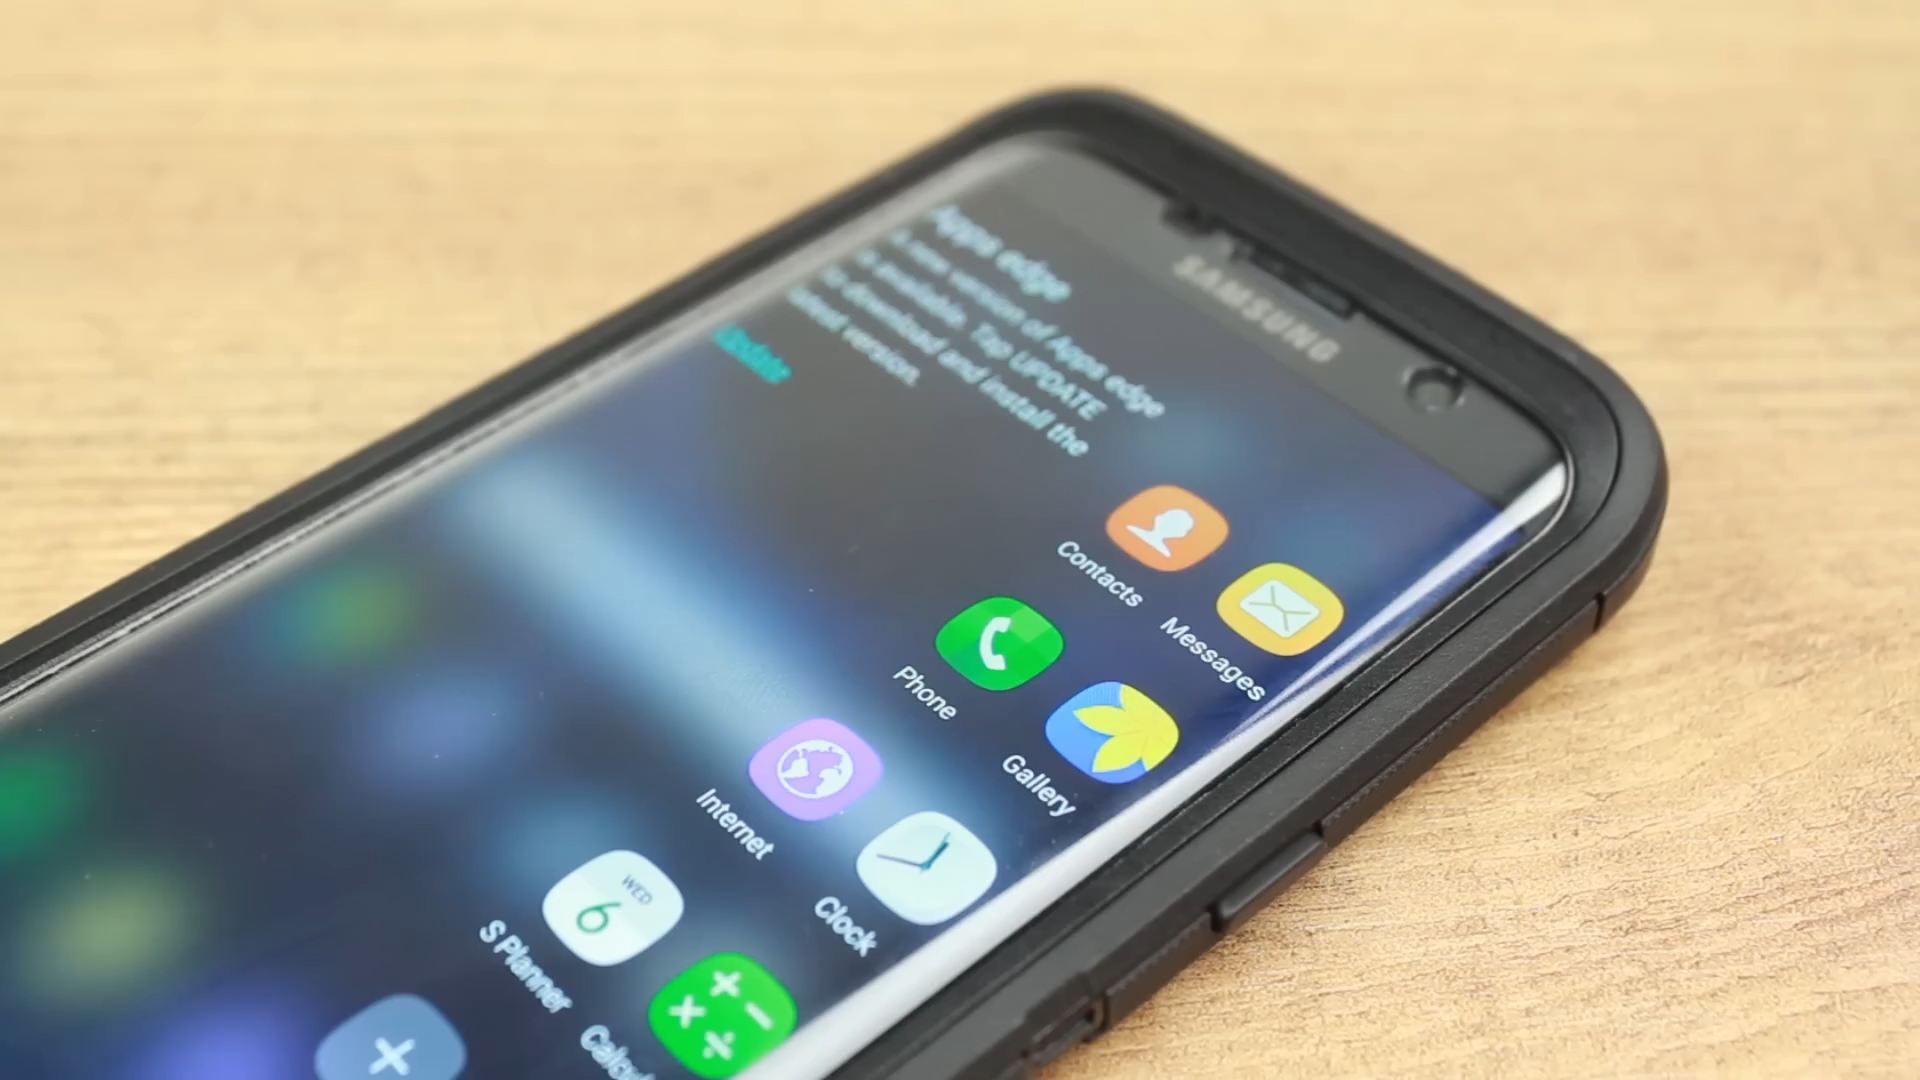 SAMSUNG
Apps edge
A new version of Apps edge
is available. Tap UPDATE
to download and install the
latest version.
Update
Contacts
Messages
Phone
Gallery
Internet
Clock
WED
6
S Planner
Calcul